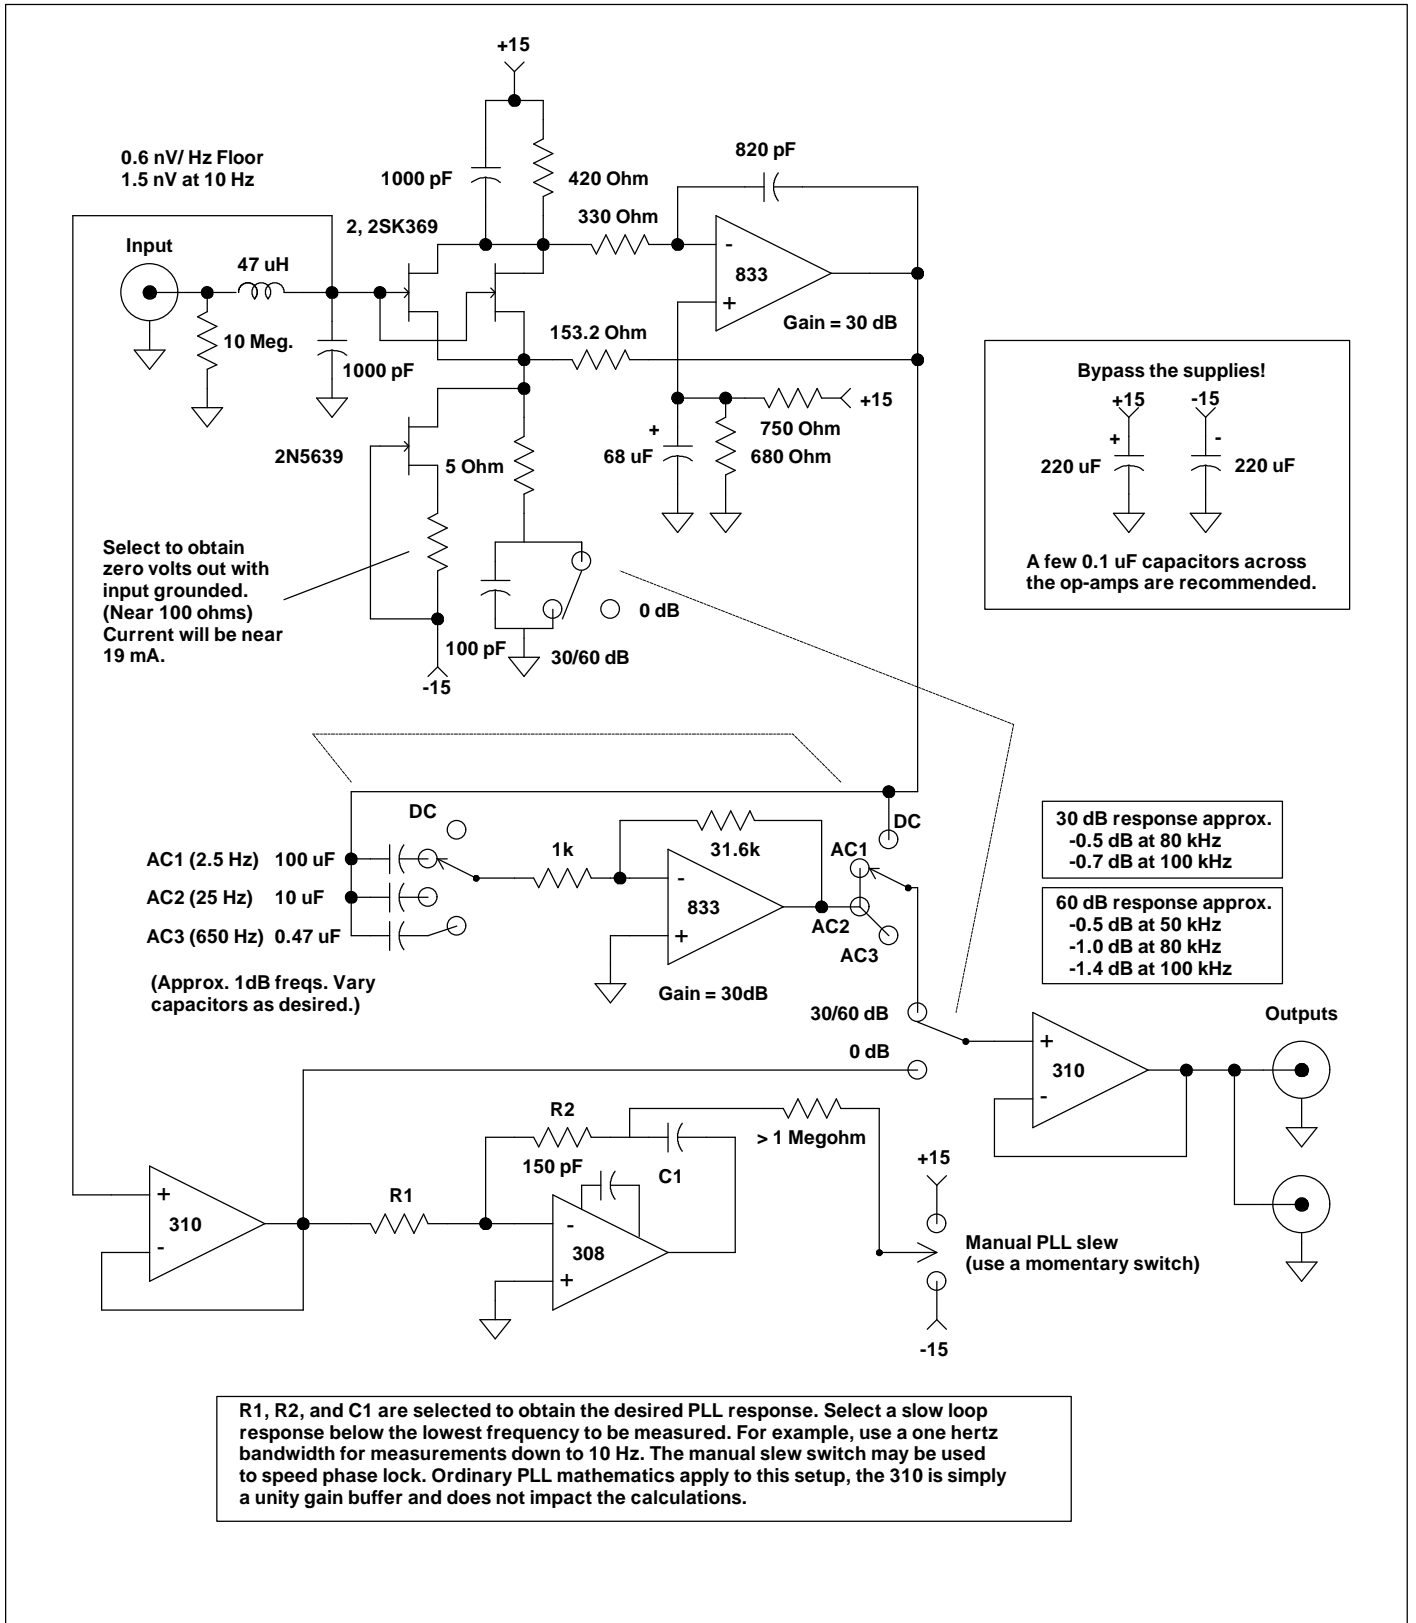 +15
0.6 nV/ Hz Floor
1.5 nV at 10 Hz
1000 pF
420 Ohm
820 pF
2, 2SK369
330 Ohm
Input
47 uH
-
833
+
Gain = 30 dB
10 Meg.
1000 pF
153.2 Ohm
Bypass the supplies!
+15
-15
+
-
220 uF
220 uF
A few 0.1 uF capacitors across
the op-amps are recommended.
+15
750 Ohm
+
68 uF
680 Ohm
2N5639
5 Ohm
Select to obtain
zero volts out with
input grounded.
(Near 100 ohms)
Current will be near
19 mA.
0 dB
100 pF
30/60 dB
-15
DC
DC
AC1 (2.5 Hz)
100 uF
1k
31.6k
AC1
AC2 (25 Hz)
10 uF
-
833
+
AC2
AC3 (650 Hz)
0.47 uF
AC3
(Approx. 1dB freqs. Vary
capacitors as desired.)
Gain = 30dB
30 dB response approx.
-0.5 dB at 80 kHz
-0.7 dB at 100 kHz
60 dB response approx.
-0.5 dB at 50 kHz
-1.0 dB at 80 kHz
-1.4 dB at 100 kHz
30/60 dB
0 dB
+
310
-
Outputs
R2
> 1 Megohm
150 pF
C1
+
310
-
R1
-
308
+
+15
Manual PLL slew
(use a momentary switch)
-15
R1, R2, and C1 are selected to obtain the desired PLL response. Select a slow loop
response below the lowest frequency to be measured. For example, use a one hertz
bandwidth for measurements down to 10 Hz. The manual slew switch may be used
to speed phase lock. Ordinary PLL mathematics apply to this setup, the 310 is simply
a unity gain buffer and does not impact the calculations.